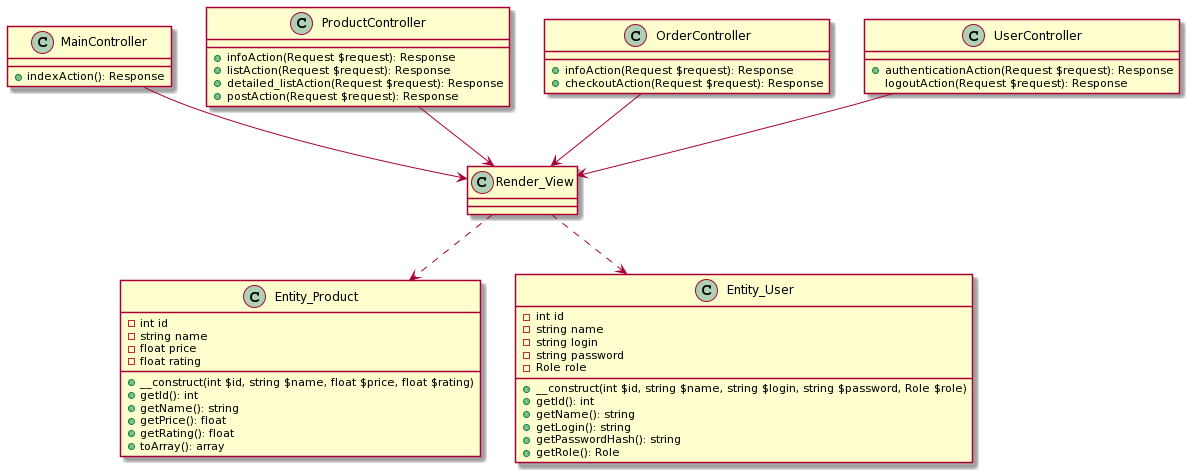 C MainController
indexAction(): Response
C ProductController
infoAction(Request $request): Response
listAction(Request $request): Response
detailed_listAction(Request $request): Response
postAction(Request $request): Response
C OrderController
infoAction(Request $request): Response
checkoutAction(Request $request): Response
C UserController
authenticationAction(Request $request): Response
logoutAction(Request $request): Response
C Render_View
C Entity_Product
int id
string name
float price
float rating
__construct(int $id, string $name, float $price, float $rating)
getId(): int
getName(): string
getPrice(): float
getRating(): float
toArray(): array
C Entity_User
int id
string name
string login
string password
Role role
__construct(int $id, string $name, string $login, string $password, Role $role)
getId(): int
getName(): string
getLogin(): string
getPasswordHash(): string
getRole(): Role